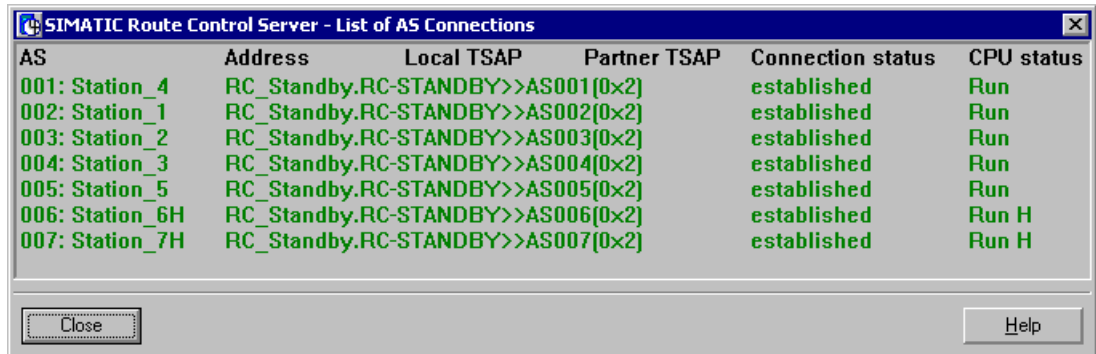 SIMATIC Route Control Server - List of AS Connections
AS Address Local TSAP Partner TSAP Connection status CPU status
001: Station_4 RC_Standby.RC-STANDBY>>AS001(0x2) established Run
002: Station_1 RC_Standby.RC-STANDBY>>AS002(0x2) established Run
003: Station_2 RC_Standby.RC-STANDBY>>AS003(0x2) established Run
004: Station_3 RC_Standby.RC-STANDBY>>AS004(0x2) established Run
005: Station_5 RC_Standby.RC-STANDBY>>AS005(0x2) established Run
006: Station_6H RC_Standby.RC-STANDBY>>AS006(0x2) established Run H
007: Station_7H RC_Standby.RC-STANDBY>>AS007(0x2) established Run H
Close Help